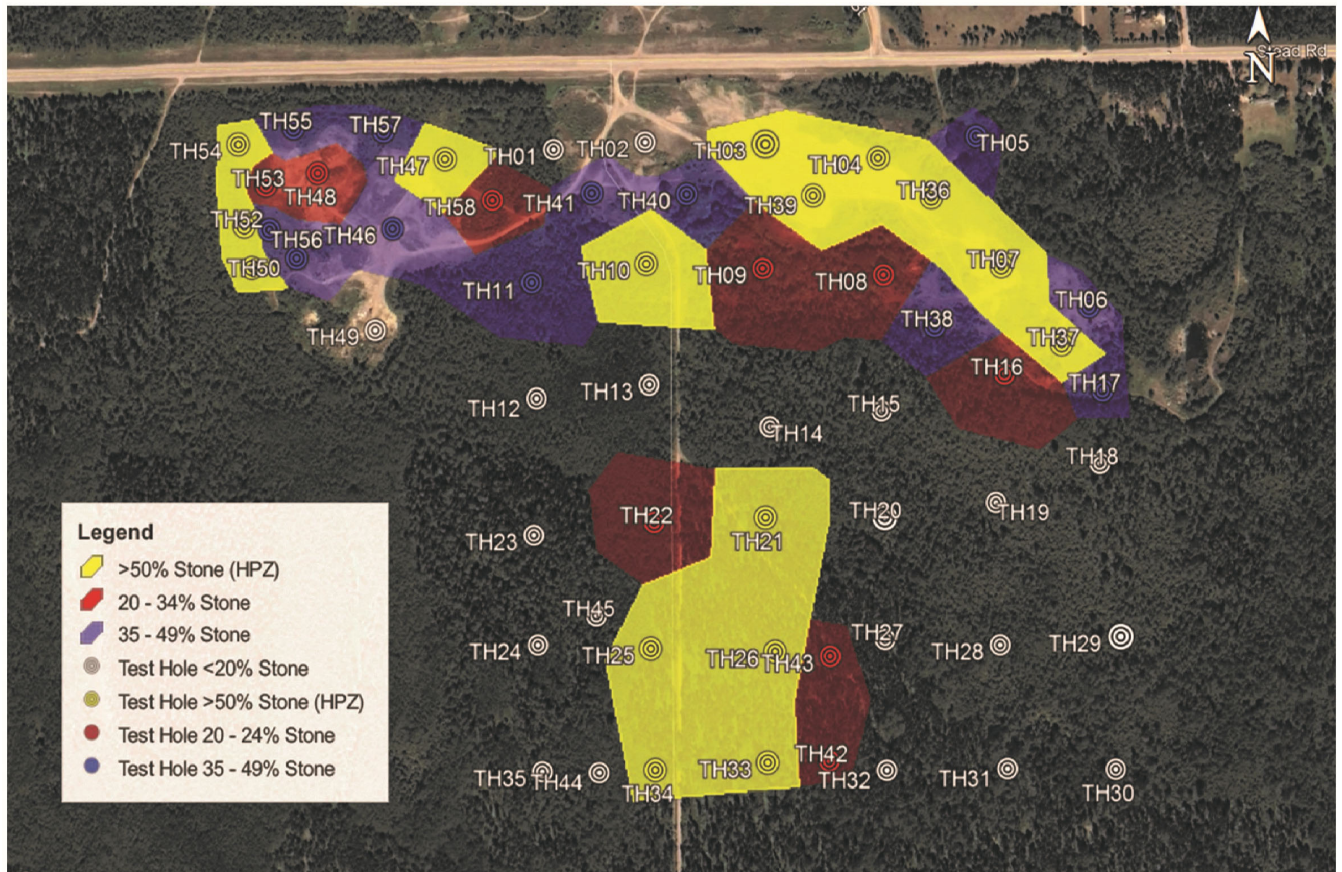 Stead Rd
N
TH55
TH57
TH54
TH47
TH01
TH02
TH03
TH04
TH05
TH53
TH48
TH58
TH41
TH40
TH39
TH36
TH52
TH56
TH46
TH50
TH11
TH10
TH09
TH08
TH07
TH06
TH49
TH38
TH37
TH16
TH17
TH12
TH13
TH15
TH14
TH18
TH22
TH21
TH20
TH19
TH23
TH45
TH24
TH25
TH26
TH43
TH27
TH28
TH29
TH35
TH44
TH34
TH33
TH42
TH32
TH31
TH30
Legend
>50% Stone (HPZ)
20 - 34% Stone
35 - 49% Stone
Test Hole <20% Stone
Test Hole >50% Stone (HPZ)
Test Hole 20 - 24% Stone
Test Hole 35 - 49% Stone